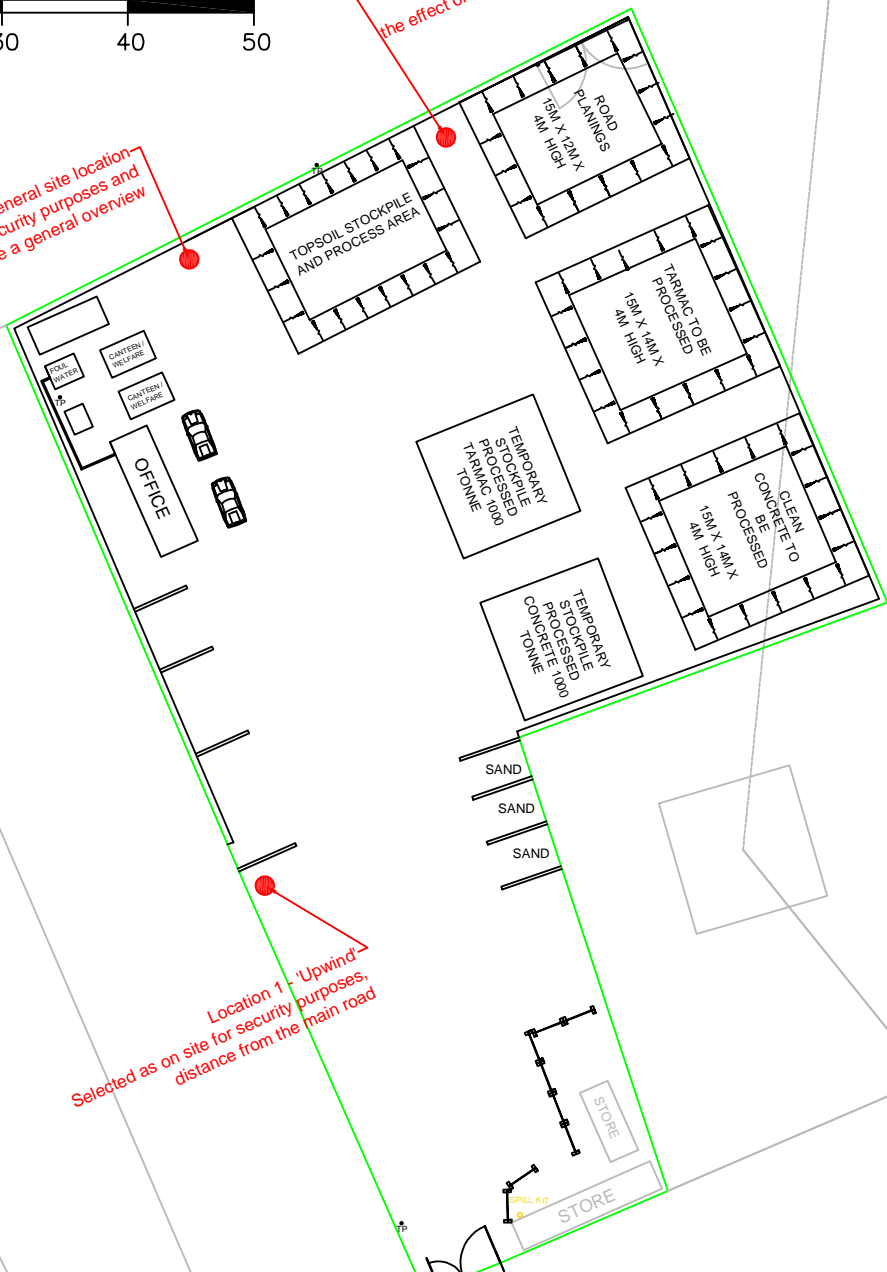 30
40
50
the effect of
eneral site location
curity purposes and
e a general overview
TP
ROAD
PLANINGS
15M X 12M X
4M HIGH
TOPSOIL STOCKPILE
AND PROCESS AREA
TARMAC TO BE
PROCESSED
15M X 14M X
4M HIGH
FOUL
WATER
CANTEEN /
WELFARE
CANTEEN /
WELFARE
TP
OFFICE
TEMPORARY
STOCKPILE
PROCESSED
TARMAC 1000
TONNE
CLEAN
CONCRETE TO
BE
PROCESSED
15M X 14M X
4M HIGH
TEMPORARY
STOCKPILE
PROCESSED
CONCRETE 1000
TONNE
SAND
SAND
SAND
Location 1 - 'Upwind'
Selected as on site for security purposes,
distance from the main road
STORE
SPILL KIT
STORE
TP